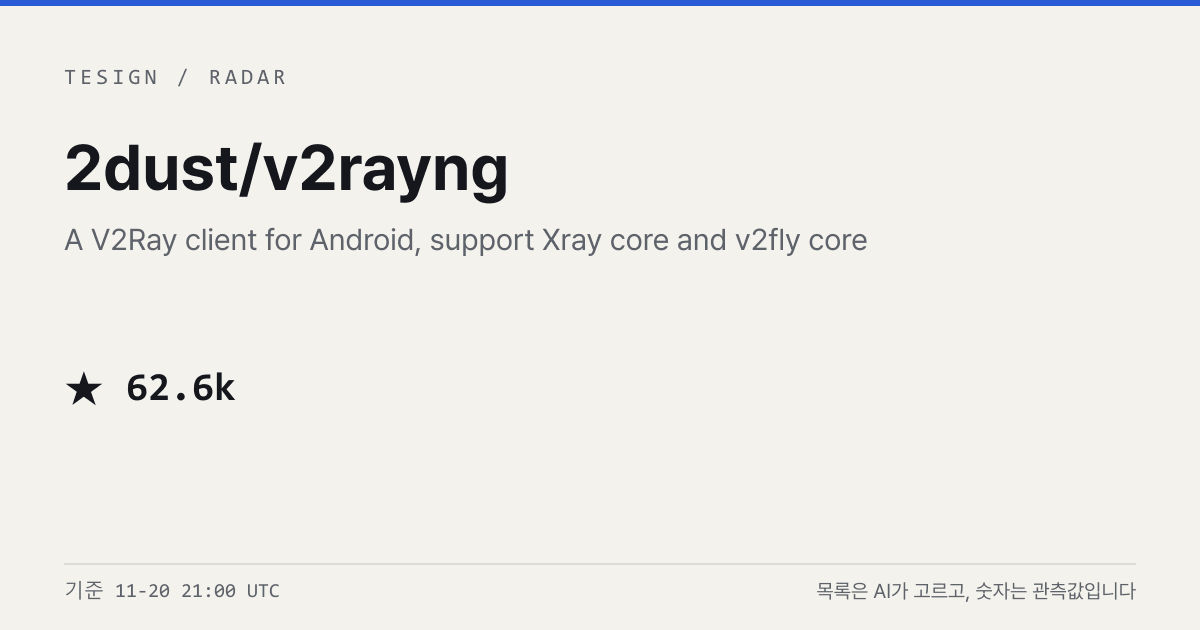 TESIGN / RADAR
2dust/v2rayng
A V2Ray client for Android, support Xray core and v2fly core
★ 62.6k
기준 11-20 21:00 UTC
목록은 AI가 고르고, 숫자는 관측값입니다